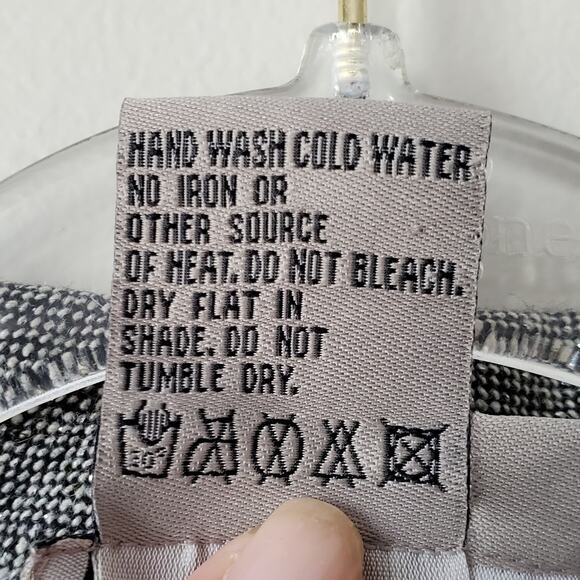 HAND WASH COLD WATER
NO IRON OR
OTHER SOURCE
OF HEAT. DO NOT BLEACH.
DRY FLAT IN
SHADE. DO NOT
TUMBLE DRY.
30°